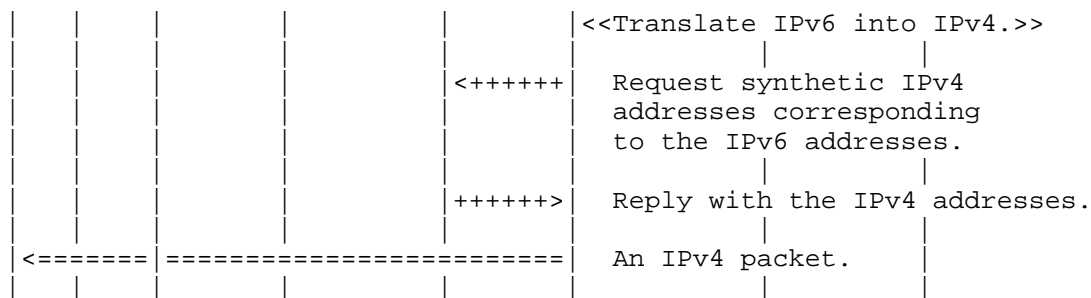 |    |     |         |            |         |<<Translate IPv6 into IPv4.>>
|    |     |         |            |         |              |           |
|    |     |         |            |<++++++|  Request synthetic IPv4
|    |     |         |            |         |  addresses corresponding
|    |     |         |            |         |  to the IPv6 addresses.
|    |     |         |            |         |              |           |
|    |     |         |            |++++++>|  Reply with the IPv4 addresses.
|    |     |         |            |         |              |           |
|<=======|=========================|  An IPv4 packet.          |
|    |     |         |            |         |              |           |